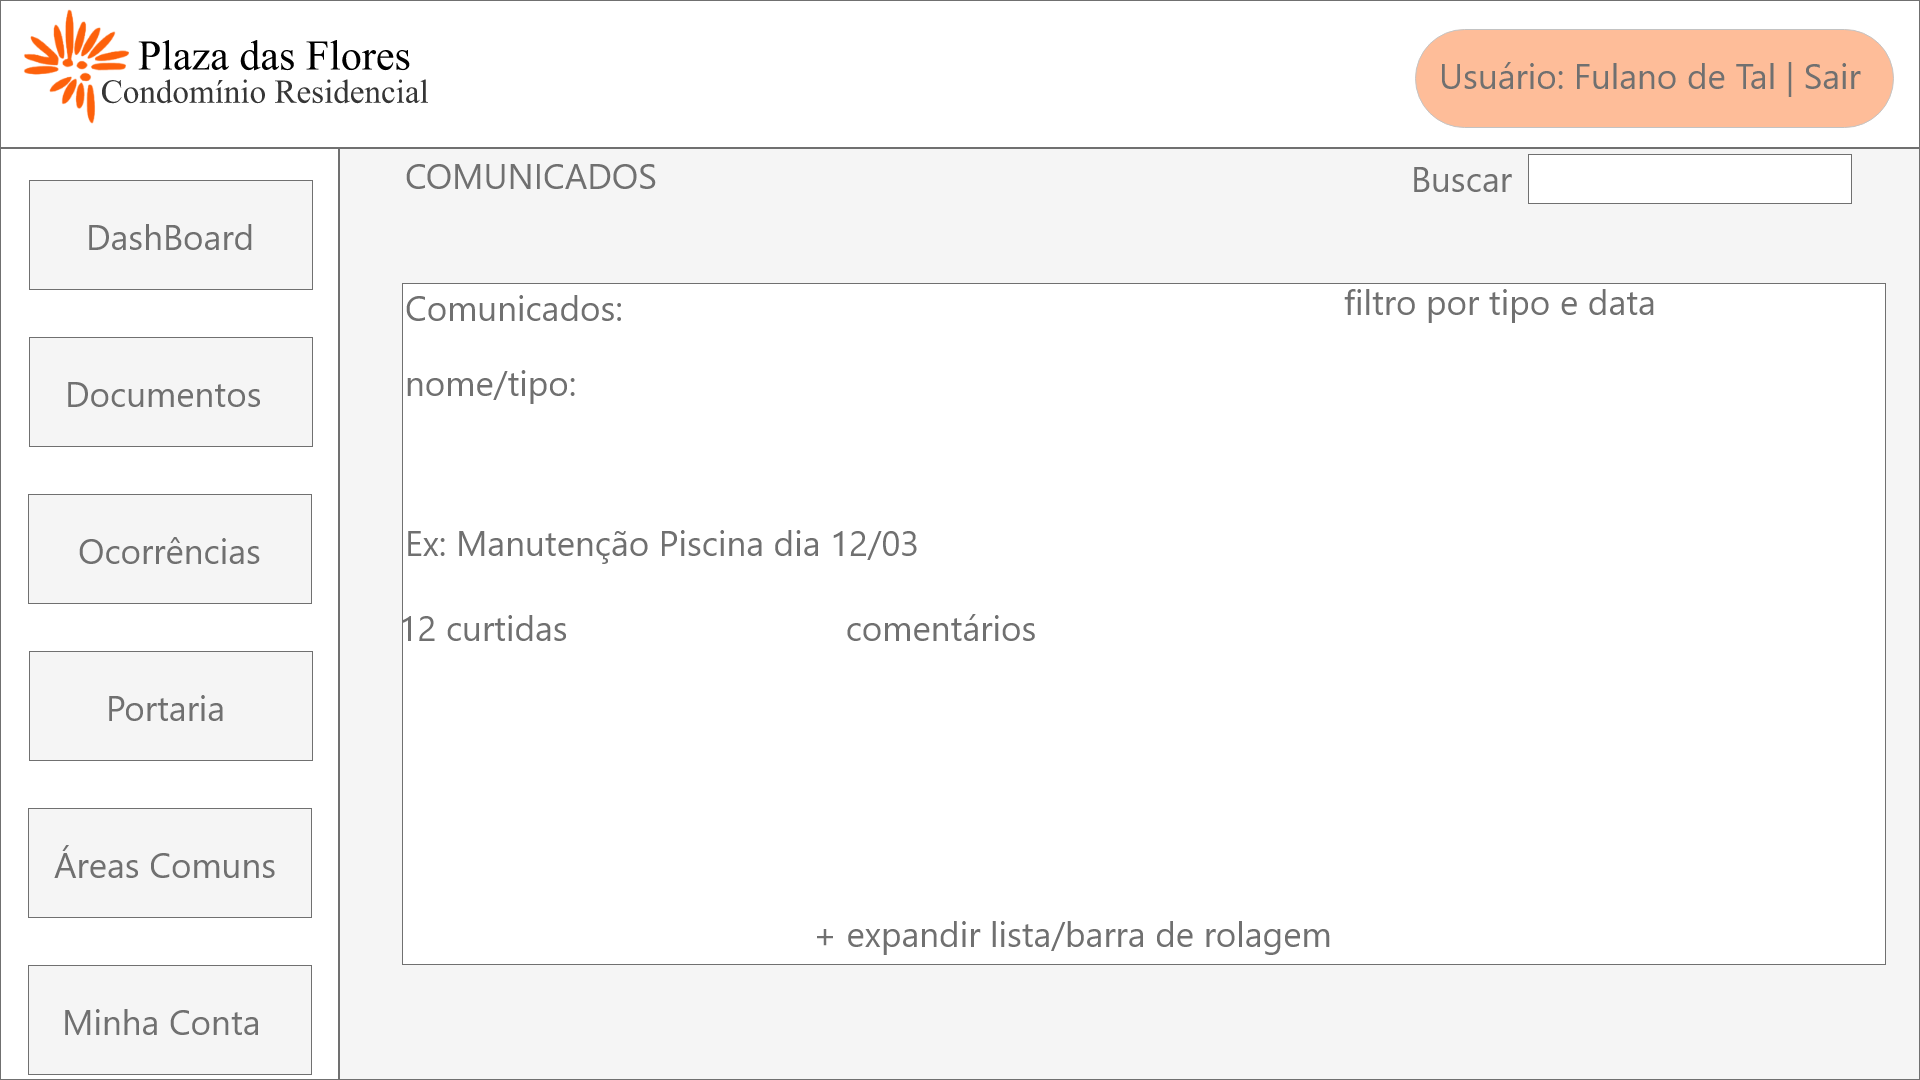 Plaza das Flores
Condomínio Residencial
Usuário: Fulano de Tal | Sair
DashBoard
Documentos
Ocorrências
Portaria
Áreas Comuns
Minha Conta
COMUNICADOS
Buscar
Comunicados:
filtro por tipo e data
nome/tipo:
Ex: Manutenção Piscina dia 12/03
12 curtidas
comentários
+ expandir lista/barra de rolagem